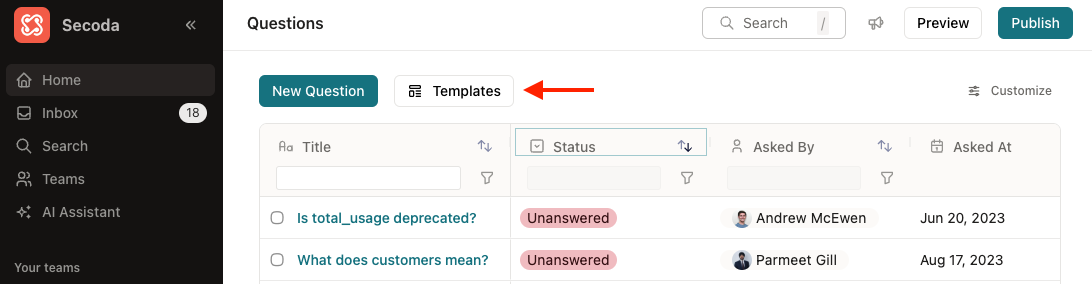 Secoda
Home
Inbox 18
Search
Teams
AI Assistant
Your teams
Questions
Search /
Preview
Publish
New Question
Templates
Customize
Title
Status
Asked By
Asked At
Is total_usage deprecated? Unanswered Andrew McEwen Jun 20, 2023
What does customers mean? Unanswered Parmeet Gill Aug 17, 2023